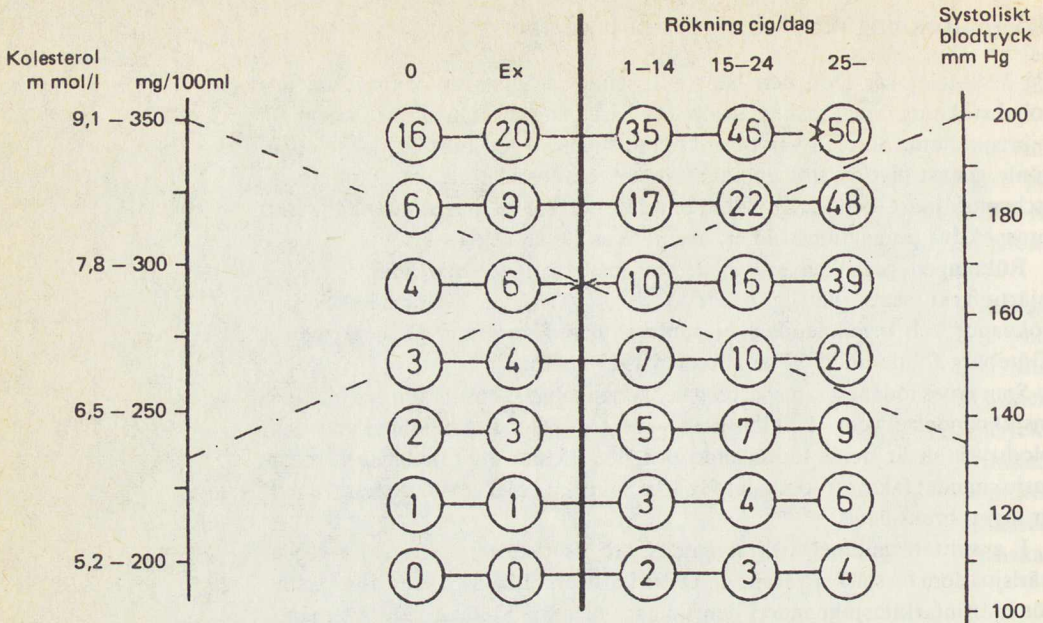 Rökning cig/dag
Systoliskt
blodtryck
mm Hg
Kolesterol
m mol/l mg/100ml
0 Ex 1–14 15–24 25–
9,1 – 350
200
16 20 35 46 >50
6 9 17 22 48
180
7,8 – 300
4 6 10 16 39
160
3 4 7 10 20
6,5 – 250
140
2 3 5 7 9
1 1 3 4 6
120
5,2 – 200
0 0 2 3 4
100